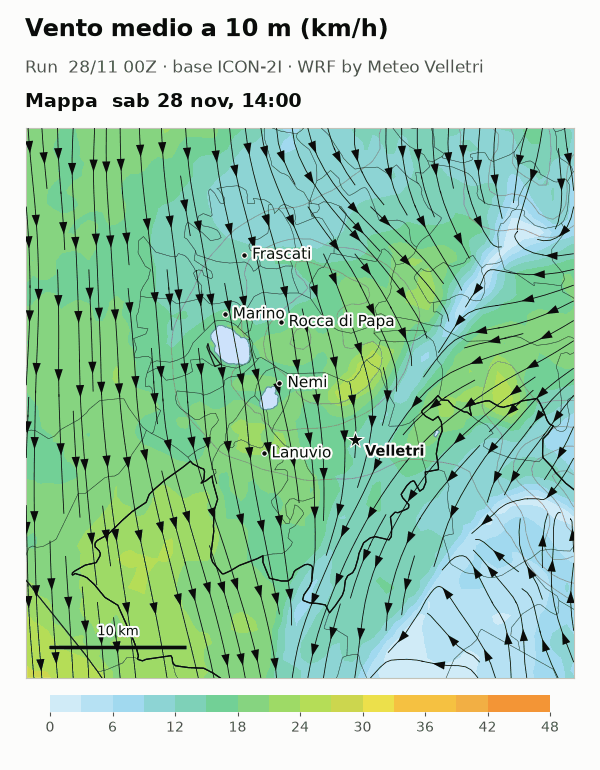 Vento medio a 10 m (km/h)
Run  28/11 00Z · base ICON-2I · WRF by Meteo Velletri
Mappa  sab 28 nov, 14:00
Frascati
Marino
Rocca di Papa
Nemi
Velletri
Lanuvio
10 km
0 6 12 18 24 30 36 42 48